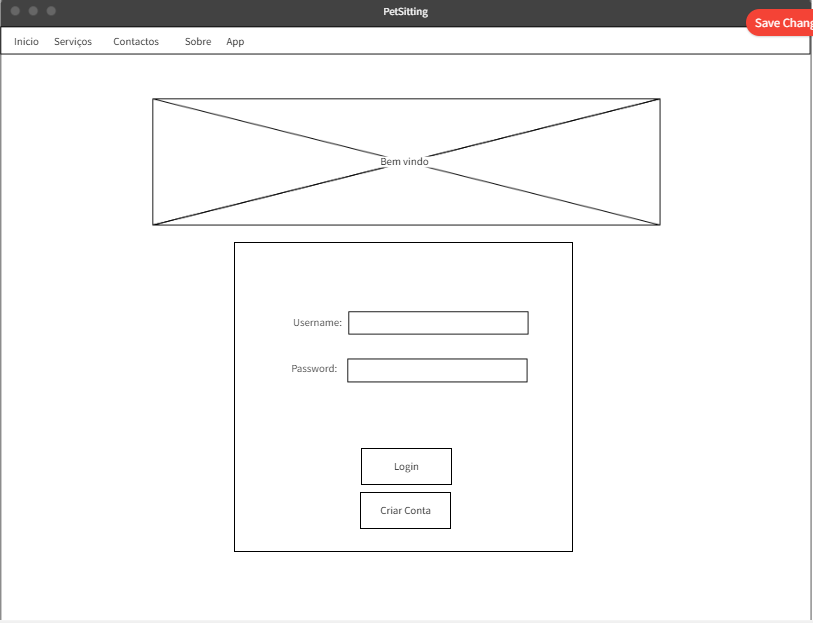 PetSitting
Save Chang
Inicio Serviços Contactos Sobre App
Bem vindo
Username:
Password:
Login
Criar Conta